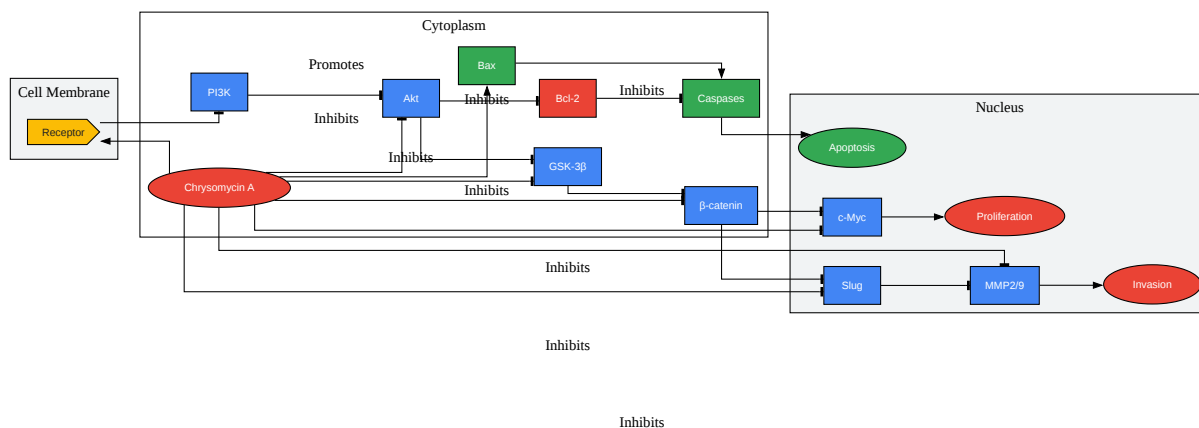 Cytoplasm
Cell Membrane
Receptor
PI3K
Promotes
Inhibits
Akt
Inhibits
Bax
Inhibits
Bcl-2
Inhibits
Caspases
Nucleus
Apoptosis
Chrysomycin A
GSK-3β
Inhibits
β-catenin
c-Myc
Proliferation
Inhibits
Slug
MMP2/9
Invasion
Inhibits
Inhibits